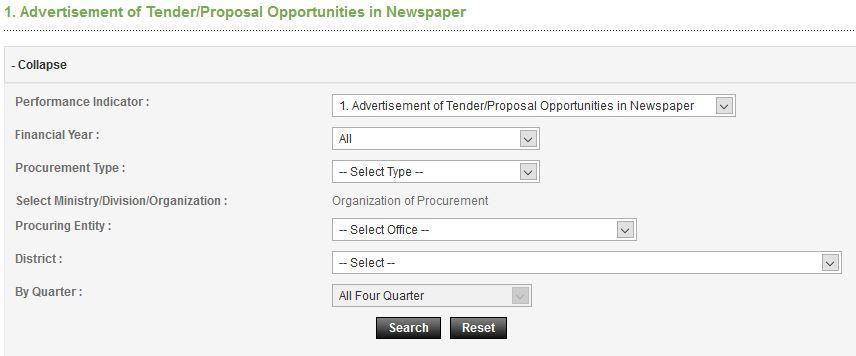 1. Advertisement of Tender/Proposal Opportunities in Newspaper
- Collapse
Performance Indicator : 1. Advertisement of Tender/Proposal Opportunities in Newspaper
Financial Year : All
Procurement Type : -- Select Type --
Select Ministry/Division/Organization : Organization of Procurement
Procuring Entity : -- Select Office --
District : -- Select --
By Quarter : All Four Quarter
Search Reset